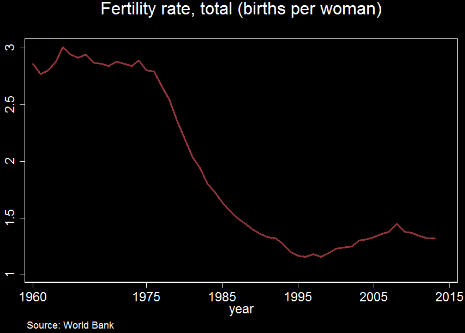 Fertility rate, total (births per woman)
3
2.5
2
1.5
1
1960 1975 1985 1995 2005 2015
year
Source: World Bank